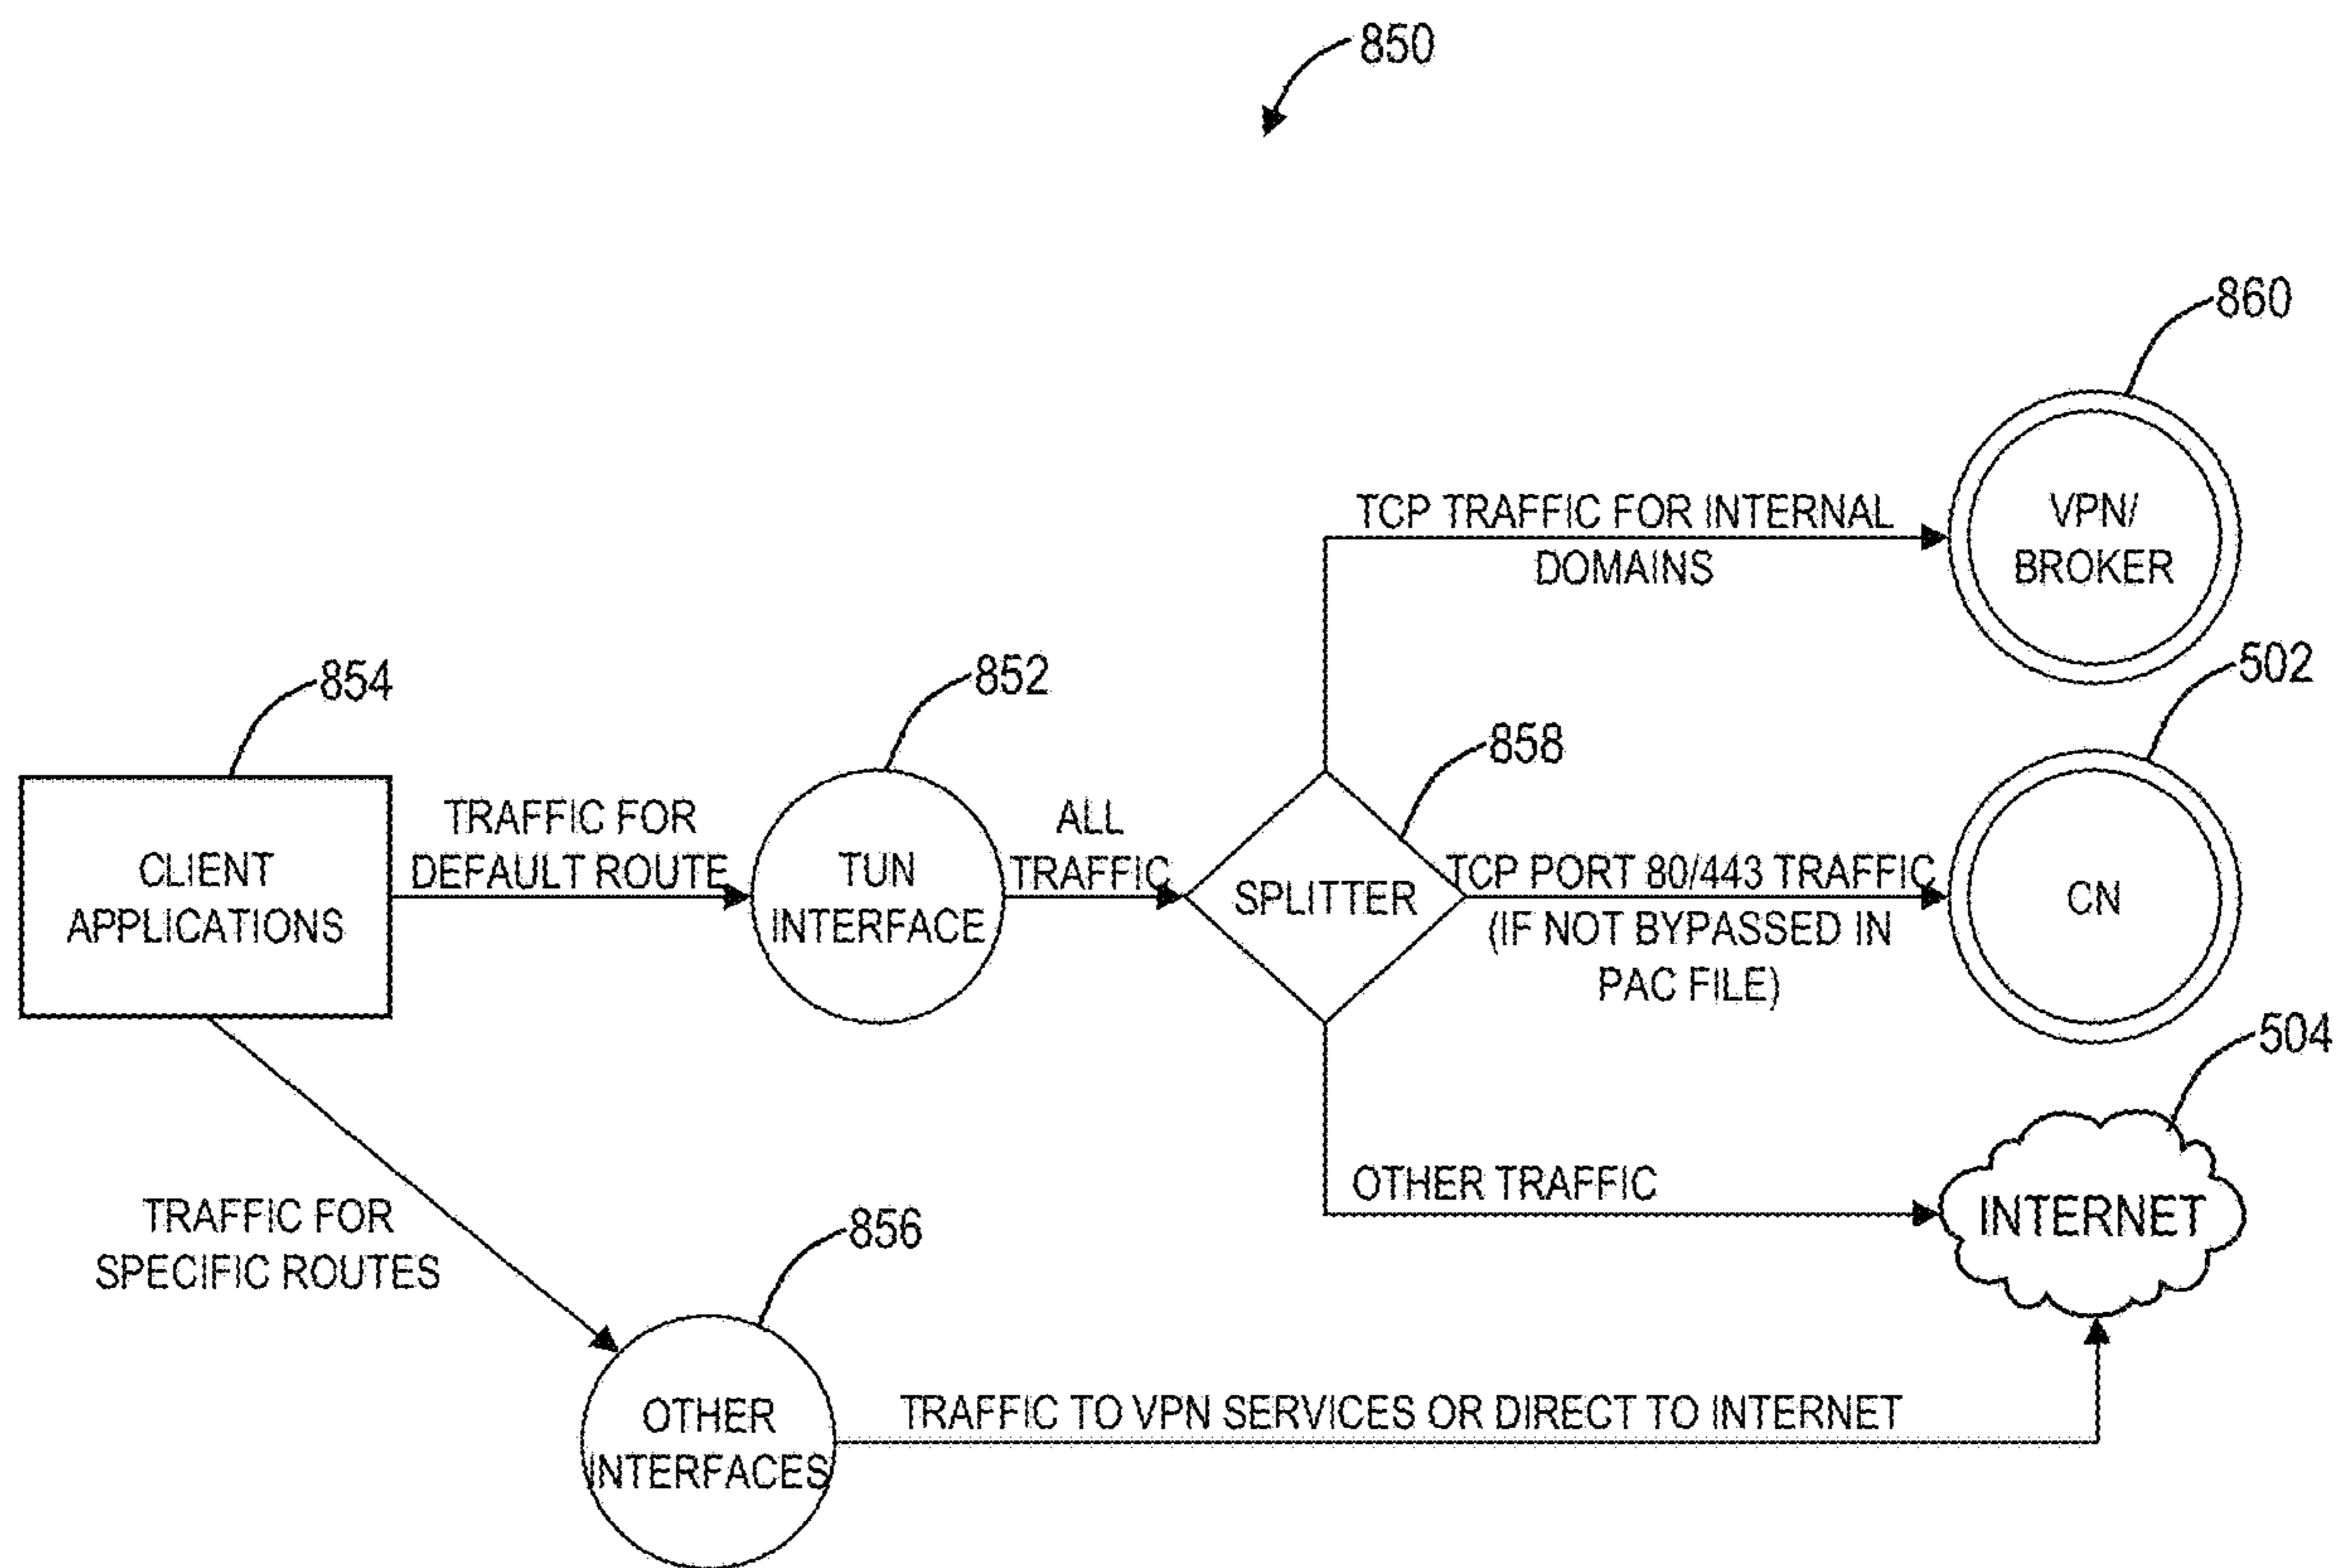 850
860
VPN/
BROKER
TCP TRAFFIC FOR INTERNAL
DOMAINS
502
854
852
858
CLIENT
APPLICATIONS
TRAFFIC FOR
DEFAULT ROUTE
TUN
INTERFACE
ALL
TRAFFIC
SPLITTER
TCP PORT 80/443 TRAFFIC
(IF NOT BYPASSED IN
PAC FILE)
CN
504
OTHER TRAFFIC
INTERNET
TRAFFIC FOR
SPECIFIC ROUTES
856
OTHER
INTERFACES
TRAFFIC TO VPN SERVICES OR DIRECT TO INTERNET